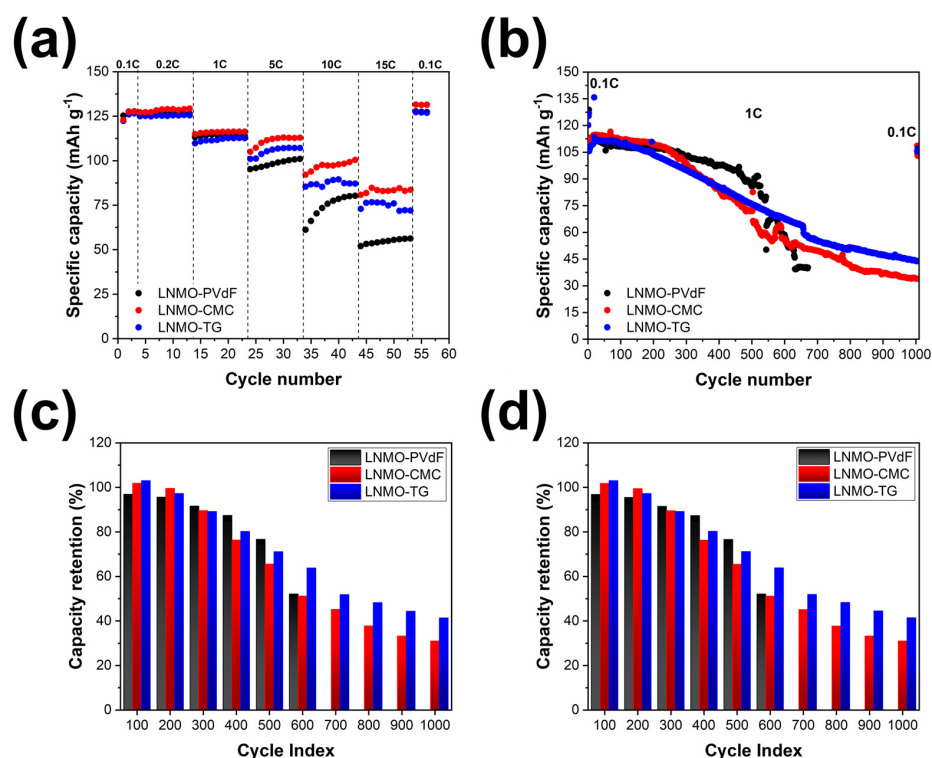 (a)
0.1C 0.2C 1C 5C 10C 15C 0.1C
150
125
100
75
50
25
0
Specific capacity (mAh g⁻¹)
LNMO-PVdF
LNMO-CMC
LNMO-TG
0 5 10 15 20 25 30 35 40 45 50 55 60
Cycle number
(b)
0.1C
1C
0.1C
150
135
120
105
90
75
60
45
30
15
0
Specific capacity (mAh g⁻¹)
LNMO-PVdF
LNMO-CMC
LNMO-TG
0 100 200 300 400 500 600 700 800 900 1000
Cycle number
(c)
120
100
80
60
40
20
0
Capacity retention (%)
LNMO-PVdF
LNMO-CMC
LNMO-TG
100 200 300 400 500 600 700 800 900 1000
Cycle Index
(d)
120
100
80
60
40
20
0
Capacity retention (%)
LNMO-PVdF
LNMO-CMC
LNMO-TG
100 200 300 400 500 600 700 800 900 1000
Cycle Index